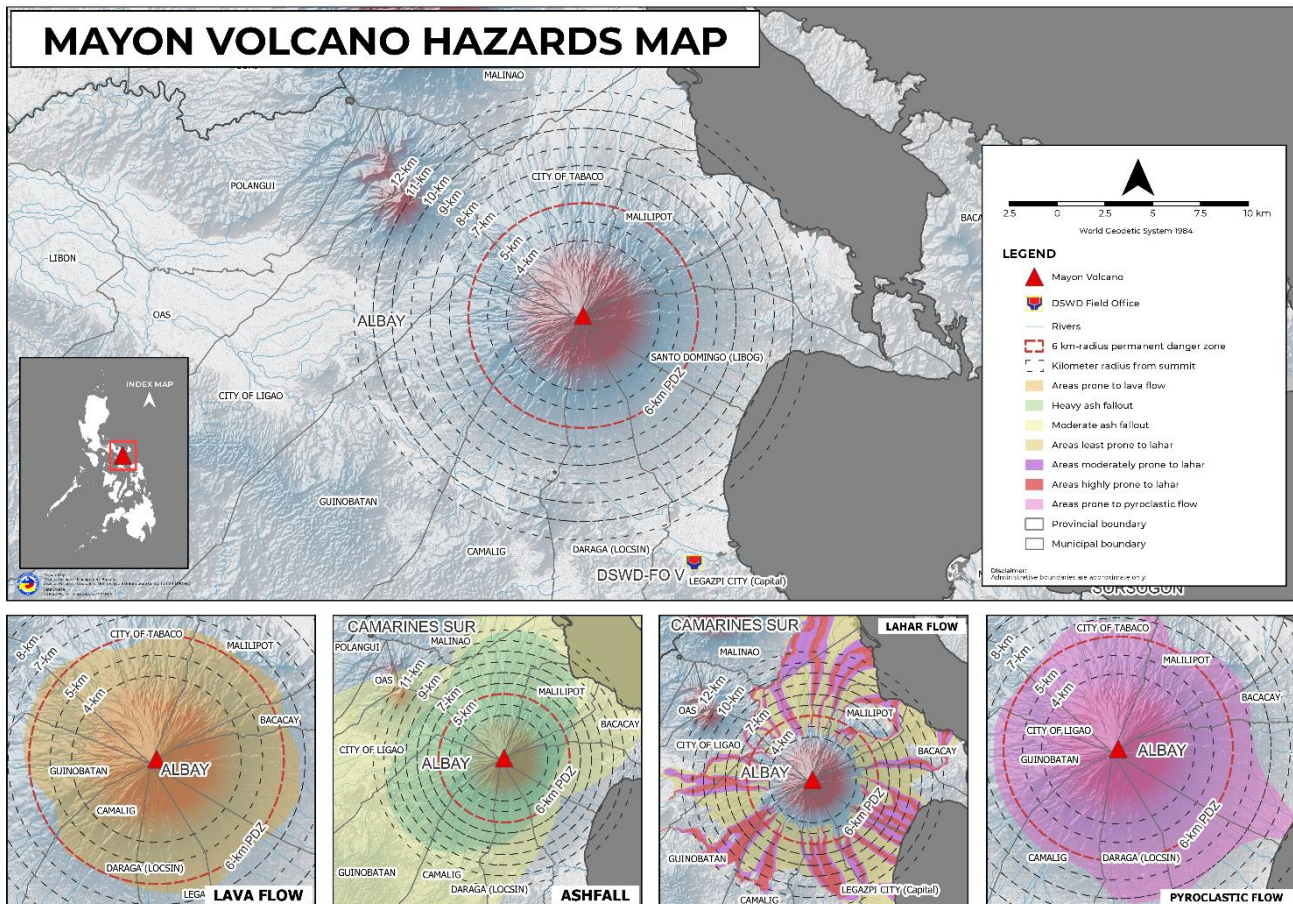 MAYON VOLCANO HAZARDS MAP
MALINAO
POLANGUI
CITY OF TABACO
12-km
11-km
10-km
9-km
8-km
7-km
5-km
4-km
MALILIPOT
LIBON
OAS
ALBAY
SANTO DOMINGO (LIBOG)
6-km PDZ
CITY OF LIGAO
GUINOBATAN
CAMALIG
DARAGA (LOCSIN)
DSWD-FO V
LEGAZPI CITY (Capital)
INDEX MAP
2.5 0 2.5 5 7.5 10 km
World Geodetic System 1984
LEGEND
Mayon Volcano
DSWD Field Office
Rivers
6 km-radius permanent danger zone
Kilometer radius from summit
Areas prone to lava flow
Heavy ash fallout
Moderate ash fallout
Areas least prone to lahar
Areas moderately prone to lahar
Areas highly prone to lahar
Areas prone to pyroclastic flow
Provincial boundary
Municipal boundary
Disclaimer:
Administrative boundaries are approximate only
8-km
7-km
5-km
4-km
CITY OF TABACO
MALILIPOT
BACACAY
GUINOBATAN
ALBAY
CAMALIG
DARAGA (LOCSIN)
6-km PDZ
LEGA
LAVA FLOW
CAMARINES SUR
POLANGUI
MALINAO
OAS
11-km
9-km
7-km
5-km
MALILIPOT
BACACAY
CITY OF LIGAO
ALBAY
6-km PDZ
GUINOBATAN
CAMALIG
DARAGA (LOCSIN)
ASHFALL
CAMARINES SUR
LAHAR FLOW
MALINAO
OAS
12-km
10-km
7-km
4-km
MALILIPOT
CITY OF LIGAO
BACACAY
ALBAY
6-km PDZ
GUINOBATAN
CAMALIG
LEGAZPI CITY (Capital)
8-km
7-km
5-km
4-km
CITY OF TABACO
MALILIPOT
BACACAY
CITY OF LIGAO
GUINOBATAN
ALBAY
6-km PDZ
CAMALIG
DARAGA (LOCSIN)
PYROCLASTIC FLOW